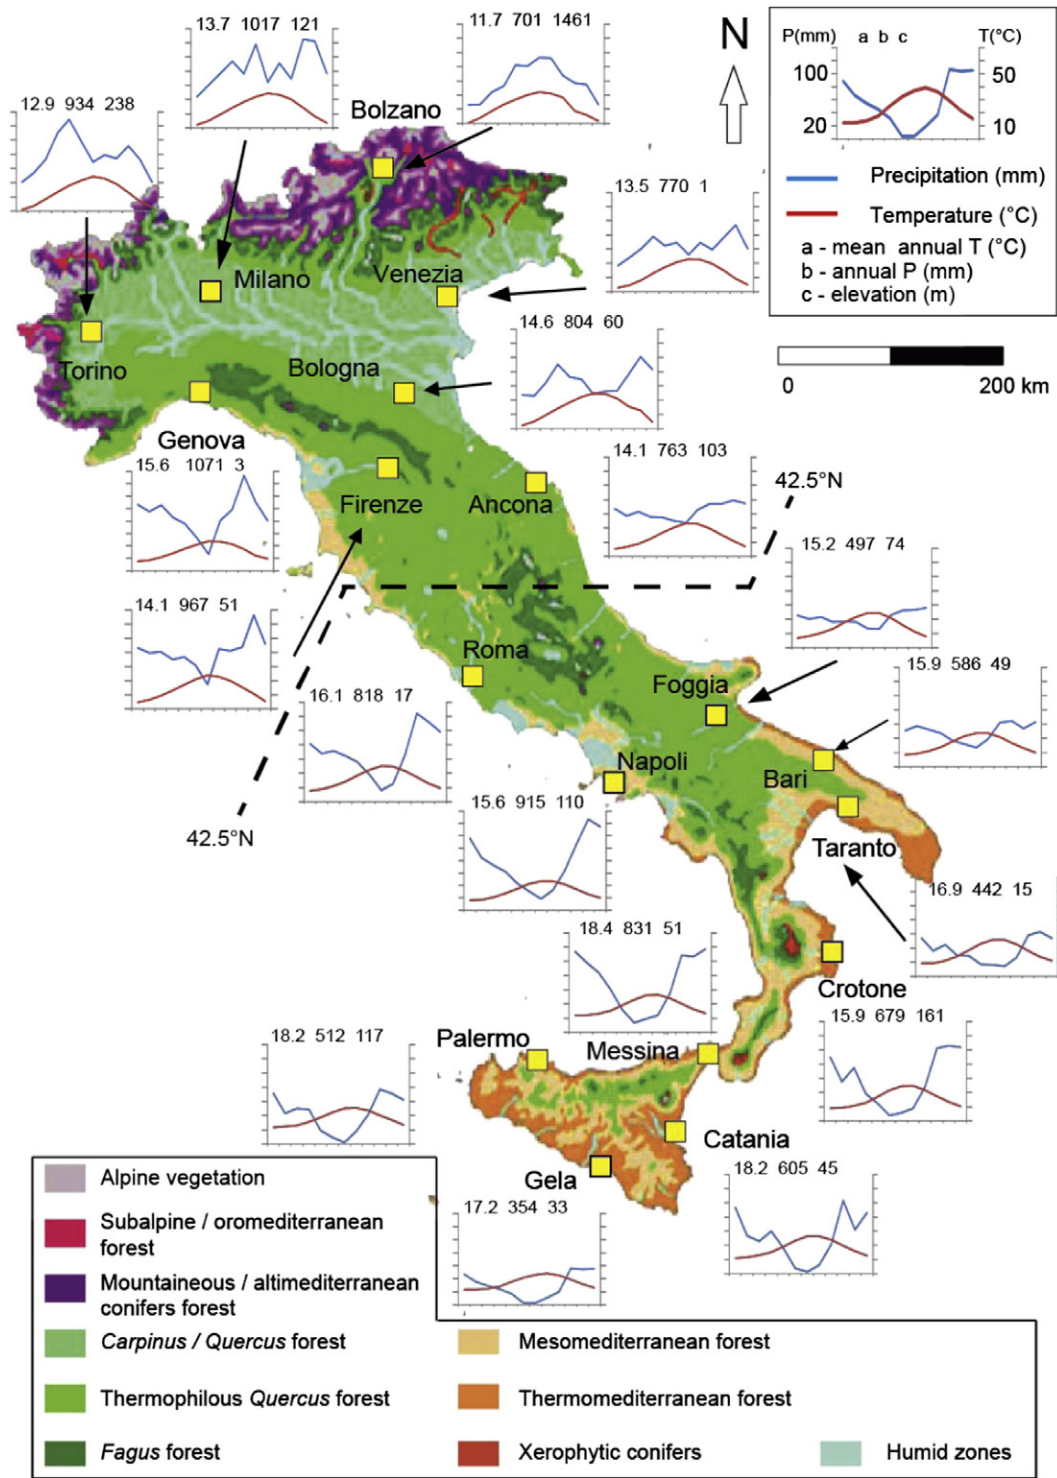 13.7 1017 121
11.7 701 1461
N
P(mm) a b c T(°C)
100 50
20 10
Precipitation (mm)
Temperature (°C)
a - mean annual T (°C)
b - annual P (mm)
c - elevation (m)
12.9 934 238
Bolzano
13.5 770 1
Milano
Venezia
14.6 804 60
Torino
Bologna
0 200 km
Genova
15.6 1071 3
Firenze
Ancona
14.1 763 103
42.5°N
15.2 497 74
14.1 967 51
Roma
16.1 818 17
Foggia
15.9 586 49
Napoli
Bari
15.6 915 110
42.5°N
Taranto
16.9 442 15
18.4 831 51
Crotone
15.9 679 161
18.2 512 117
Palermo
Messina
Catania
18.2 605 45
Gela
17.2 354 33
Alpine vegetation
Subalpine / oromediterranean
forest
Mountaineous / altimediterranean
conifers forest
Carpinus / Quercus forest
Thermophilous Quercus forest
Fagus forest
Mesomediterranean forest
Thermomediterranean forest
Xerophytic conifers
Humid zones